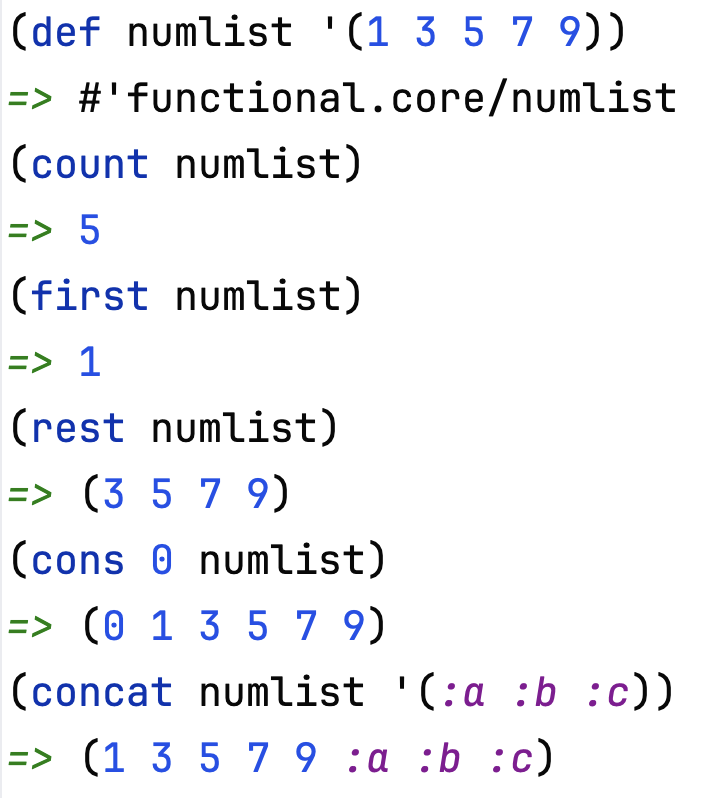 (def numlist '(1 3 5 7 9))
=> #'functional.core/numlist
(count numlist)
=> 5
(first numlist)
=> 1
(rest numlist)
=> (3 5 7 9)
(cons 0 numlist)
=> (0 1 3 5 7 9)
(concat numlist '(:a :b :c))
=> (1 3 5 7 9 :a :b :c)